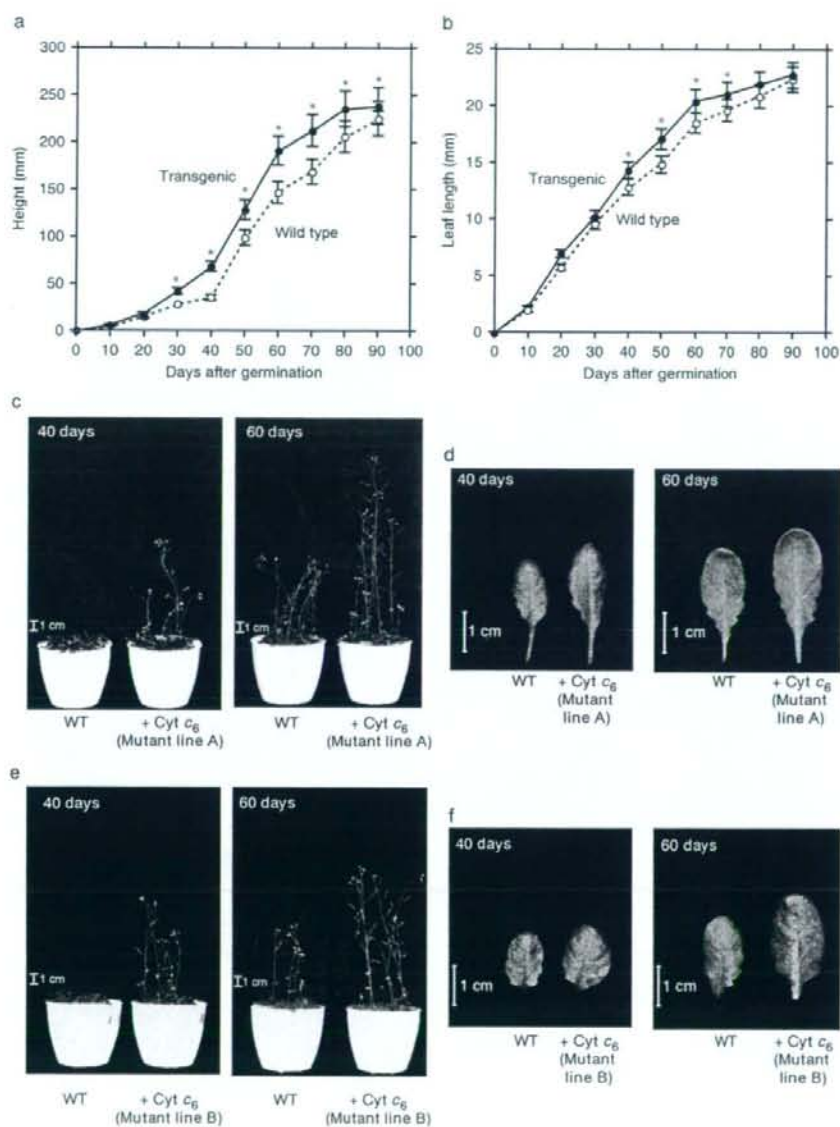 a
300
250
200
150
100
50
0
Height (mm)
Transgenic
Wild type
* * * * * * *
0 10 20 30 40 50 60 70 80 90 100
Days after germination
b
25
20
15
10
5
0
Leaf length (mm)
Transgenic
Wild type
* * * *
0 10 20 30 40 50 60 70 80 90 100
Days after germination
c
40 days
1 cm
WT
+ Cyt c6
(Mutant line A)
60 days
1 cm
WT
+ Cyt c6
(Mutant line A)
d
40 days
1 cm
WT
+ Cyt c6
(Mutant
line A)
60 days
1 cm
WT
+ Cyt c6
(Mutant
line A)
e
40 days
1 cm
WT
+ Cyt c6
(Mutant line B)
60 days
1 cm
WT
+ Cyt c6
(Mutant line B)
f
40 days
1 cm
WT
+ Cyt c6
(Mutant
line B)
60 days
1 cm
WT
+ Cyt c6
(Mutant
line B)